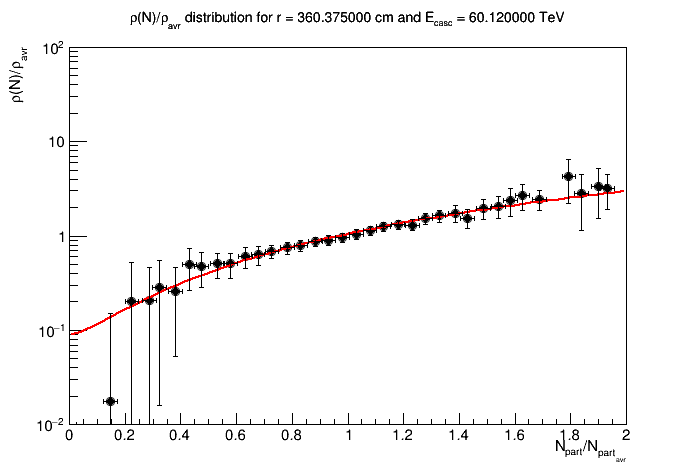 ρ(N)/ρavr distribution for r = 360.375000 cm and Ecasc = 60.120000 TeV
ρ(N)/ρavr
10²
10
1
10⁻¹
10⁻²
0 0.2 0.4 0.6 0.8 1 1.2 1.4 1.6 1.8 2
Npart/Npartavr